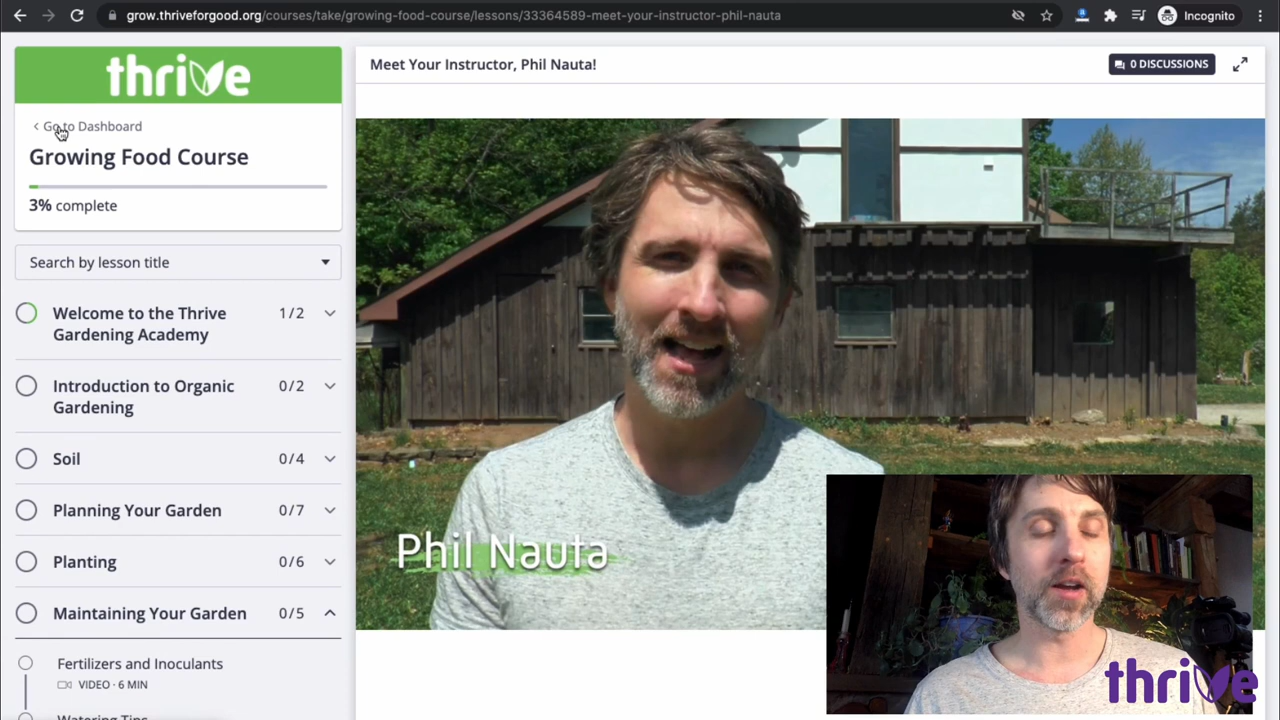 grow.thriveforgood.org/courses/take/growing-food-course/lessons/33364589-meet-your-instructor-phil-nauta
Incognito
thrive
Go to Dashboard
Growing Food Course
3% complete
Search by lesson title
Welcome to the Thrive
Gardening Academy
1/2
Introduction to Organic
Gardening
0/2
Soil
0/4
Planning Your Garden
0/7
Planting
0/6
Maintaining Your Garden
0/5
Fertilizers and Inoculants
VIDEO · 6 MIN
Watering Tips
Meet Your Instructor, Phil Nauta!
0 DISCUSSIONS
Phil Nauta
thrive